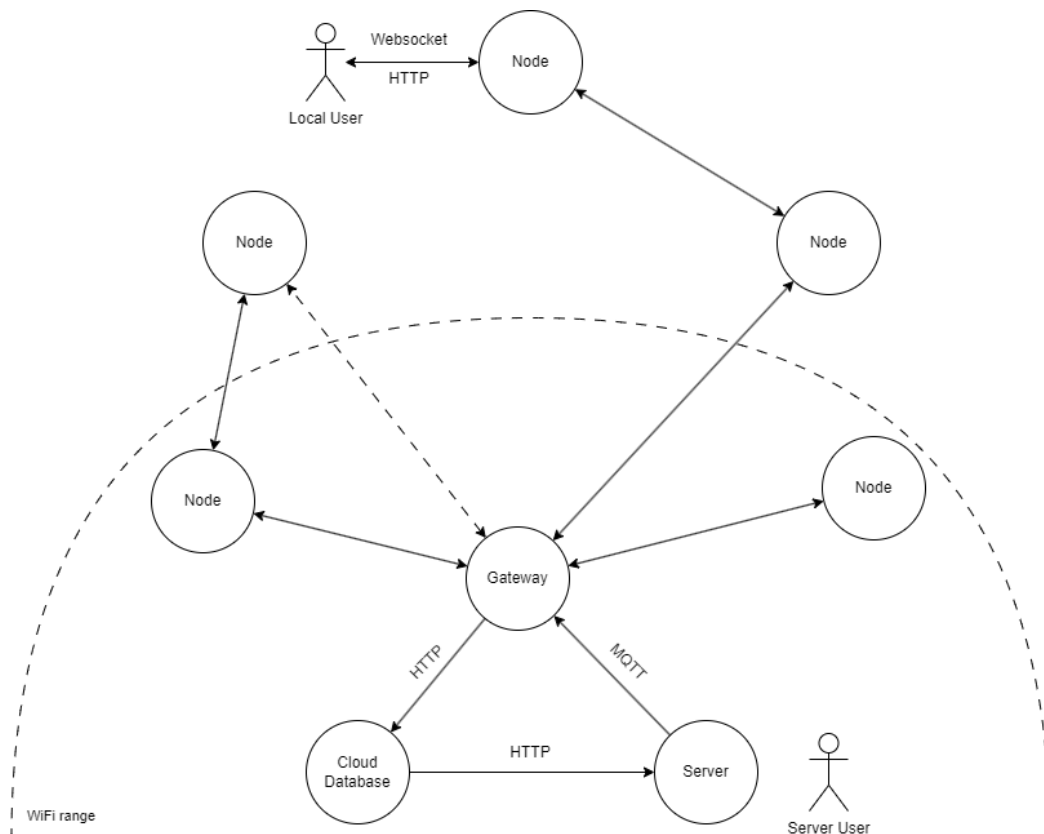 Websocket
HTTP
Local User
Node
Node
Node
Node
Node
Gateway
HTTP
MQTT
Cloud
Database
HTTP
Server
WiFi range
Server User